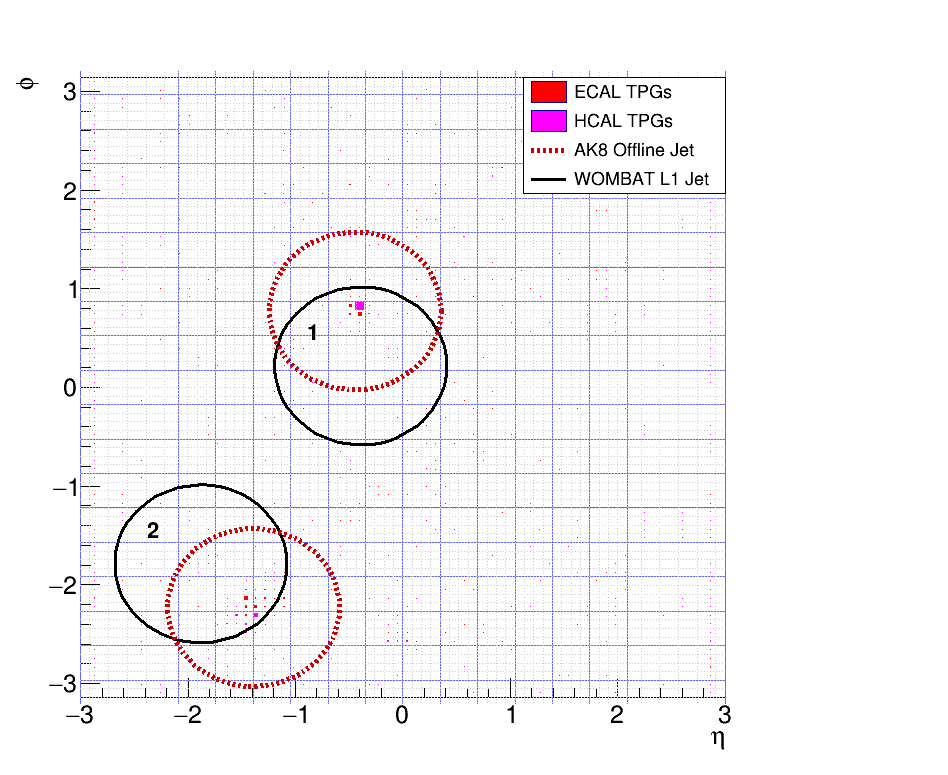 ϕ
3
2
1
0
−1
−2
−3
ECAL TPGs
HCAL TPGs
AK8 Offline Jet
WOMBAT L1 Jet
1
2
−3 −2 −1 0 1 2 3
η